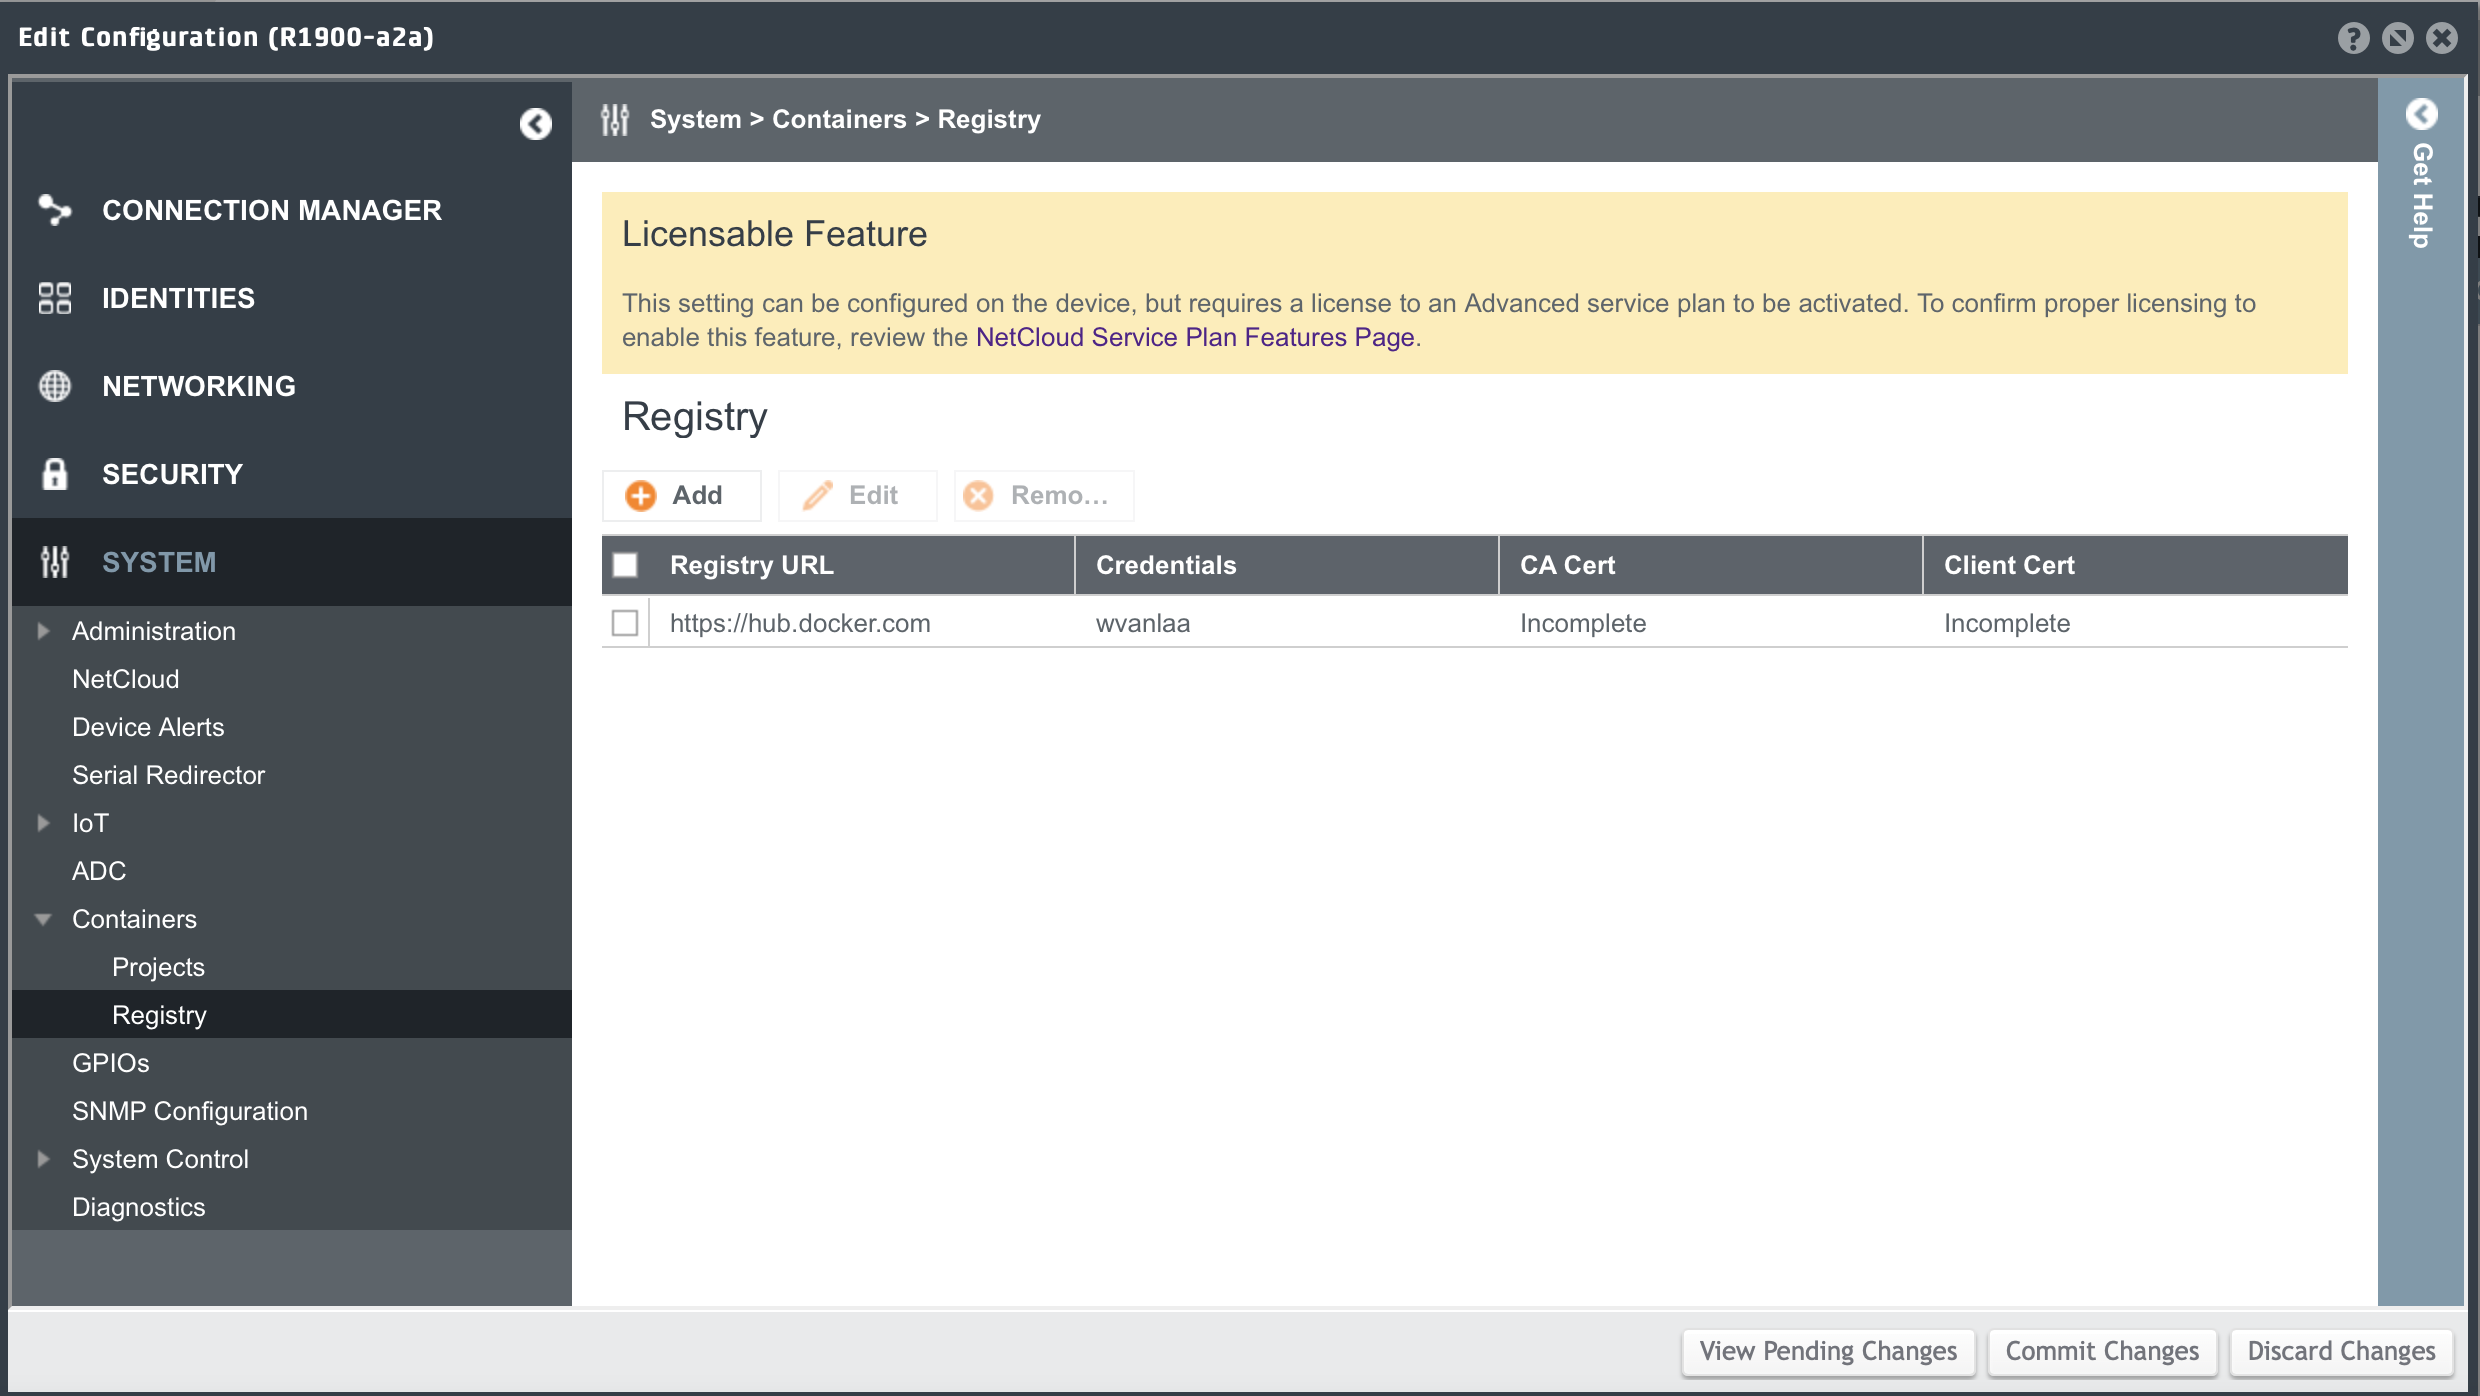 Edit Configuration (R1900-a2a)
System > Containers > Registry
Get Help
CONNECTION MANAGER
IDENTITIES
NETWORKING
SECURITY
SYSTEM
Administration
NetCloud
Device Alerts
Serial Redirector
IoT
ADC
Containers
Projects
Registry
GPIOs
SNMP Configuration
System Control
Diagnostics
Licensable Feature
This setting can be configured on the device, but requires a license to an Advanced service plan to be activated. To confirm proper licensing to
enable this feature, review the NetCloud Service Plan Features Page.
Registry
Add Edit Remo...
Registry URL Credentials CA Cert Client Cert
https://hub.docker.com wvanlaa Incomplete Incomplete
View Pending Changes Commit Changes Discard Changes